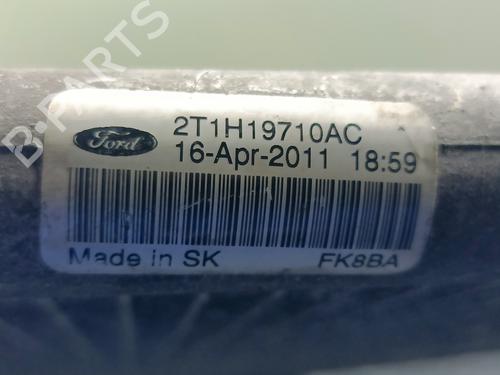 B-PARTS
Ford
2T1H19710AC
16-Apr-2011 18:59
Made in SK FK8BA